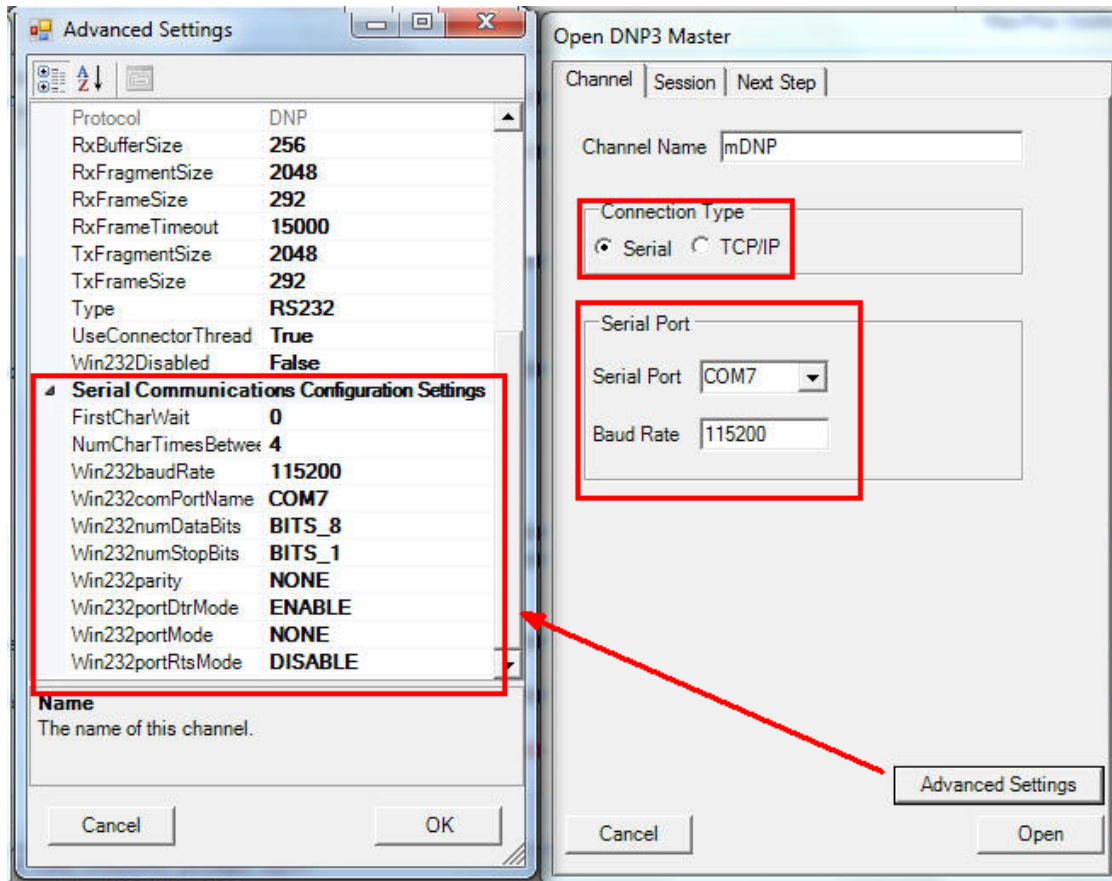 Advanced Settings
Protocol DNP
RxBufferSize 256
RxFragmentSize 2048
RxFrameSize 292
RxFrameTimeout 15000
TxFragmentSize 2048
TxFrameSize 292
Type RS232
UseConnectorThread True
Win232Disabled False
Serial Communications Configuration Settings
FirstCharWait 0
NumCharTimesBetwee 4
Win232baudRate 115200
Win232comPortName COM7
Win232numDataBits BITS_8
Win232numStopBits BITS_1
Win232parity NONE
Win232portDtrMode ENABLE
Win232portMode NONE
Win232portRtsMode DISABLE
Name
The name of this channel.
Cancel OK
Open DNP3 Master
Channel Session Next Step
Channel Name mDNP
Connection Type
Serial TCP/IP
Serial Port
Serial Port COM7
Baud Rate 115200
Advanced Settings
Cancel Open